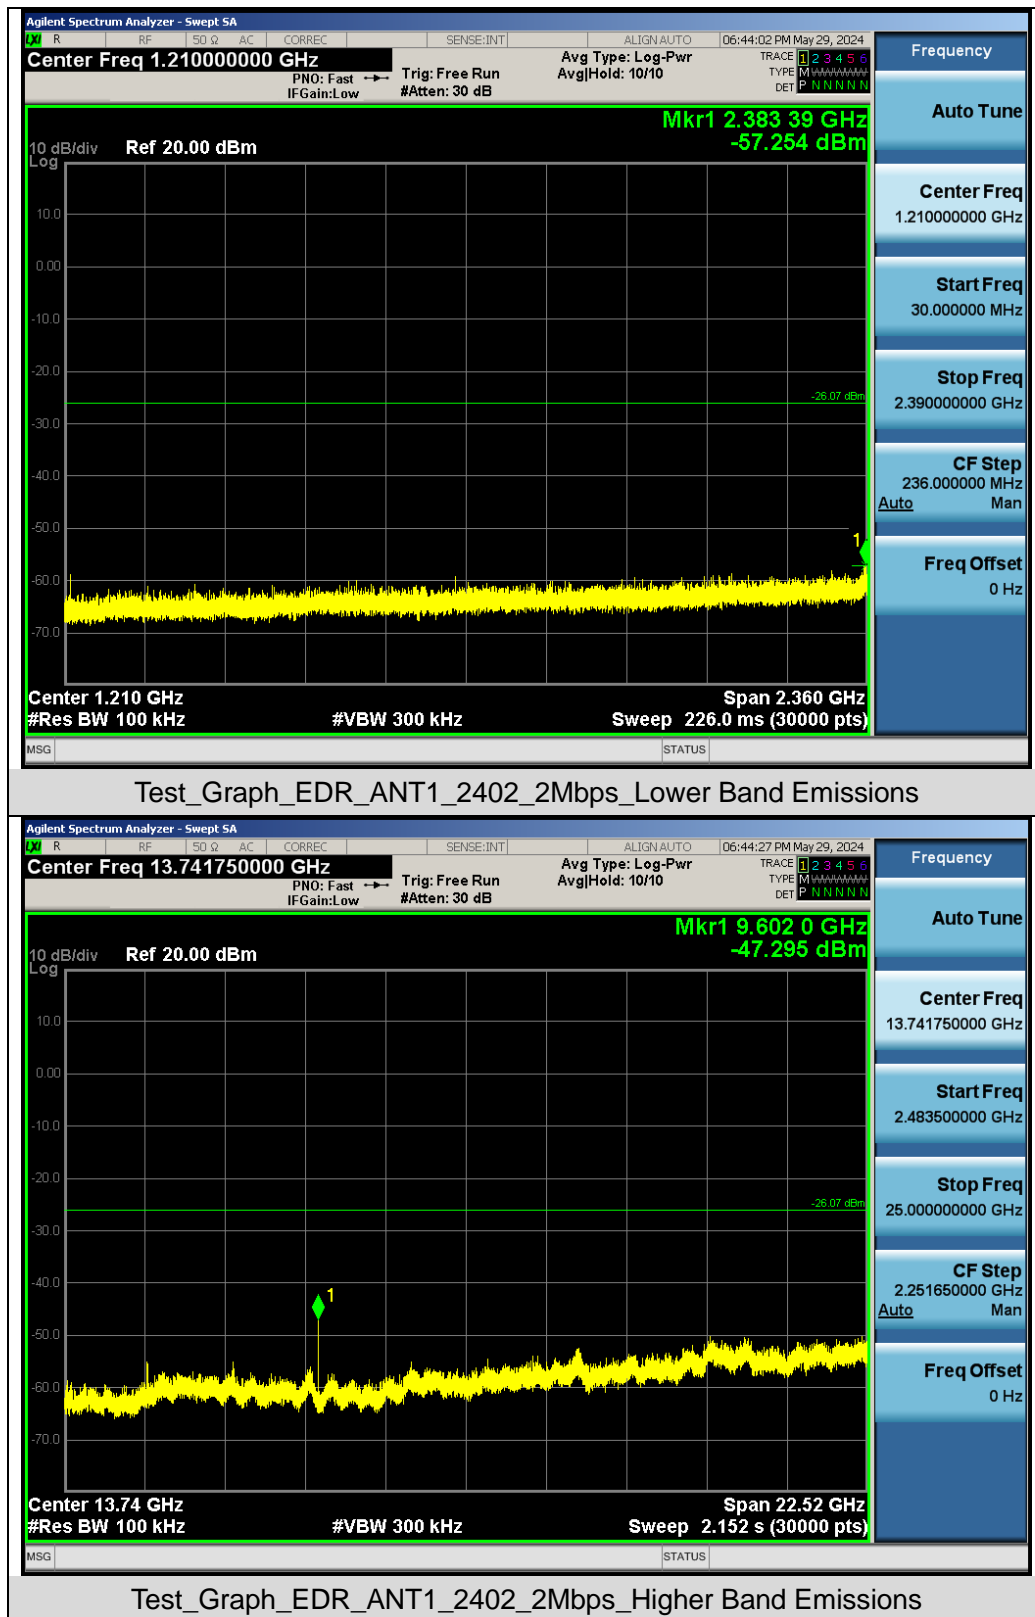 Agilent Spectrum Analyzer - Swept SA
LXI R RF 50 Ω AC CORREC SENSE:INT ALIGN AUTO 06:44:02 PM May 29, 2024
Center Freq 1.210000000 GHz
PNO: Fast Trig: Free Run Avg Type: Log-Pwr TRACE 1 2 3 4 5 6
IFGain:Low #Atten: 30 dB Avg|Hold: 10/10 TYPE M
DET P N N N N N
Frequency
Auto Tune
Mkr1 2.383 39 GHz
-57.254 dBm
10 dB/div Ref 20.00 dBm
Log
10.0
0.00
-10.0
-20.0
-26.07 dBm
-30.0
-40.0
-50.0
1
-60.0
-70.0
Center Freq
1.210000000 GHz
Start Freq
30.000000 MHz
Stop Freq
2.390000000 GHz
CF Step
236.000000 MHz
Auto Man
Freq Offset
0 Hz
Center 1.210 GHz Span 2.360 GHz
#Res BW 100 kHz #VBW 300 kHz Sweep 226.0 ms (30000 pts)
MSG STATUS
Test_Graph_EDR_ANT1_2402_2Mbps_Lower Band Emissions
Agilent Spectrum Analyzer - Swept SA
LXI R RF 50 Ω AC CORREC SENSE:INT ALIGN AUTO 06:44:27 PM May 29, 2024
Center Freq 13.741750000 GHz
PNO: Fast Trig: Free Run Avg Type: Log-Pwr TRACE 1 2 3 4 5 6
IFGain:Low #Atten: 30 dB Avg|Hold: 10/10 TYPE M
DET P N N N N N
Frequency
Auto Tune
Mkr1 9.602 0 GHz
-47.295 dBm
10 dB/div Ref 20.00 dBm
Log
10.0
0.00
-10.0
-20.0
-26.07 dBm
-30.0
-40.0
1
-50.0
-60.0
-70.0
Center Freq
13.741750000 GHz
Start Freq
2.483500000 GHz
Stop Freq
25.000000000 GHz
CF Step
2.251650000 GHz
Auto Man
Freq Offset
0 Hz
Center 13.74 GHz Span 22.52 GHz
#Res BW 100 kHz #VBW 300 kHz Sweep 2.152 s (30000 pts)
MSG STATUS
Test_Graph_EDR_ANT1_2402_2Mbps_Higher Band Emissions